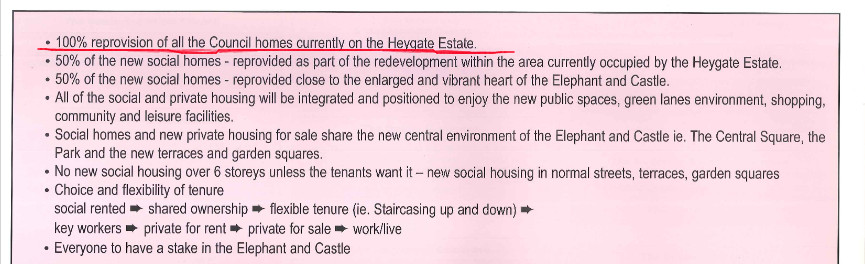 • 100% reprovision of all the Council homes currently on the Heygate Estate.
• 50% of the new social homes - reprovided as part of the redevelopment within the area currently occupied by the Heygate Estate.
• 50% of the new social homes - reprovided close to the enlarged and vibrant heart of the Elephant and Castle.
• All of the social and private housing will be integrated and positioned to enjoy the new public spaces, green lanes environment, shopping,
community and leisure facilities.
• Social homes and new private housing for sale share the new central environment of the Elephant and Castle ie. The Central Square, the
Park and the new terraces and garden squares.
• No new social housing over 6 storeys unless the tenants want it – new social housing in normal streets, terraces, garden squares
• Choice and flexibility of tenure
social rented ➡ shared ownership ➡ flexible tenure (ie. Staircasing up and down) ➡
key workers ➡ private for rent ➡ private for sale ➡ work/live
• Everyone to have a stake in the Elephant and Castle